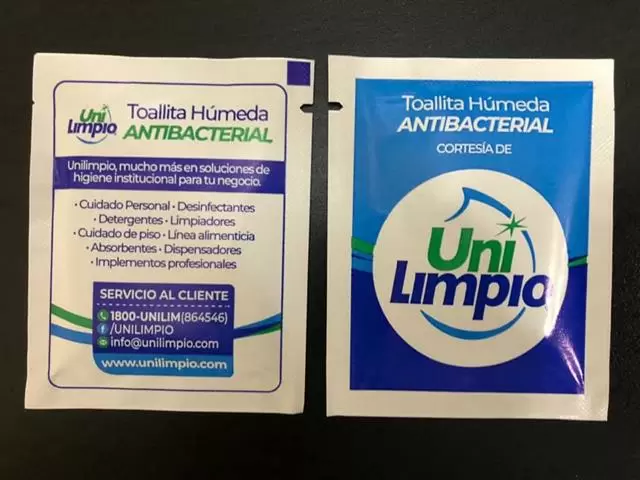 Uni
Limpio
Toallita Húmeda
ANTIBACTERIAL
Unilimpio, mucho más en soluciones de
higiene institucional para tu negocio.
· Cuidado Personal · Desinfectantes
· Detergentes · Limpiadores
· Cuidado de piso · Línea alimenticia
· Absorbentes · Dispensadores
· Implementos profesionales
SERVICIO AL CLIENTE
1800-UNILIM(864546)
/UNILIMPIO
info@unilimpio.com
www.unilimpio.com
Toallita Húmeda
ANTIBACTERIAL
CORTESÍA DE
Uni
Limpio